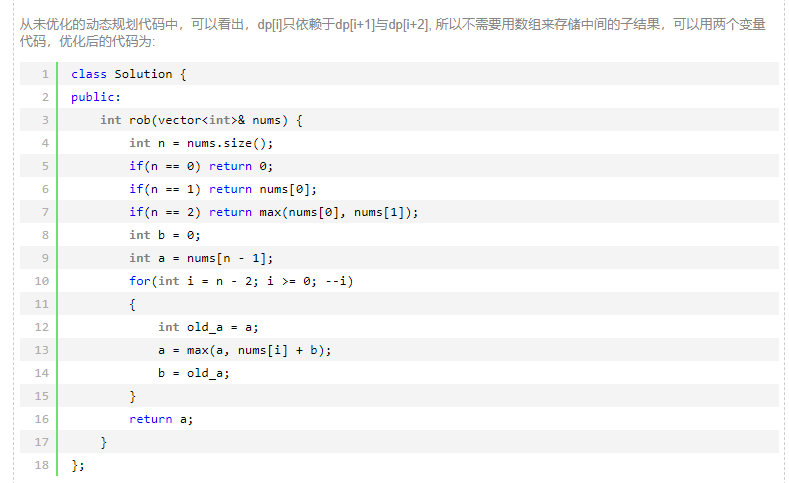 从未优化的动态规划代码中，可以看出，dp[i]只依赖于dp[i+1]与dp[i+2], 所以不需要用数组来存储中间的子结果，可以用两个变量
代码，优化后的代码为:
1 class Solution {
2 public:
3     int rob(vector<int>& nums) {
4         int n = nums.size();
5         if(n == 0) return 0;
6         if(n == 1) return nums[0];
7         if(n == 2) return max(nums[0], nums[1]);
8         int b = 0;
9         int a = nums[n - 1];
10         for(int i = n - 2; i >= 0; --i)
11         {
12             int old_a = a;
13             a = max(a, nums[i] + b);
14             b = old_a;
15         }
16         return a;
17     }
18 };